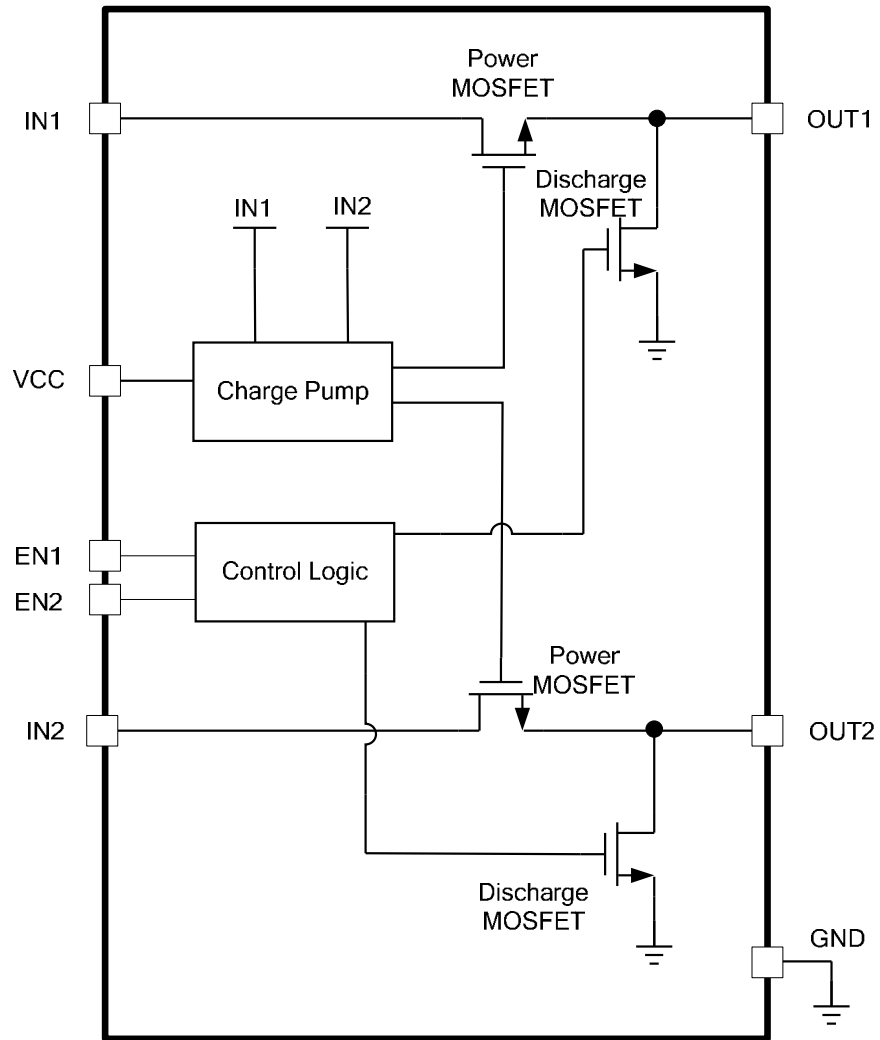 Power
MOSFET
IN1
OUT1
Discharge
MOSFET
IN1
IN2
VCC
Charge Pump
EN1
Control Logic
EN2
Power
MOSFET
IN2
OUT2
Discharge
MOSFET
GND